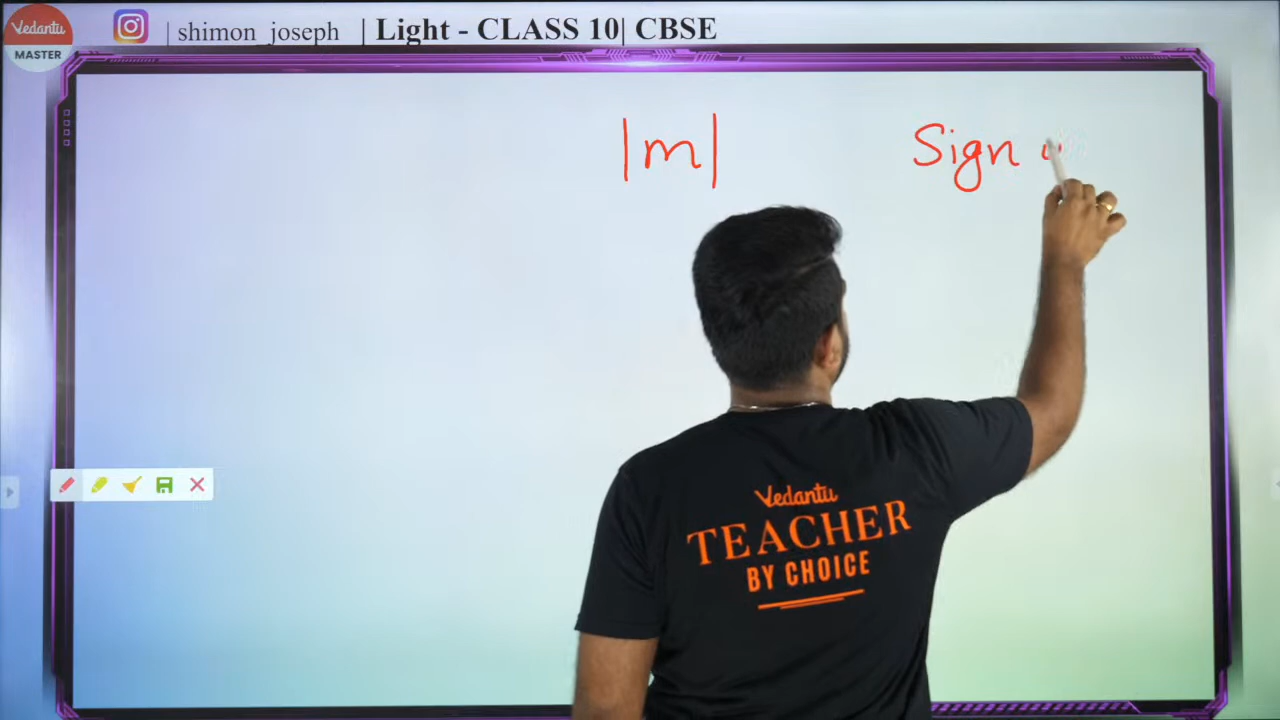 Vedantu
MASTER
| shimon_joseph | Light - CLASS 10| CBSE
|m| Sign
Vedantu
TEACHER
BY CHOICE